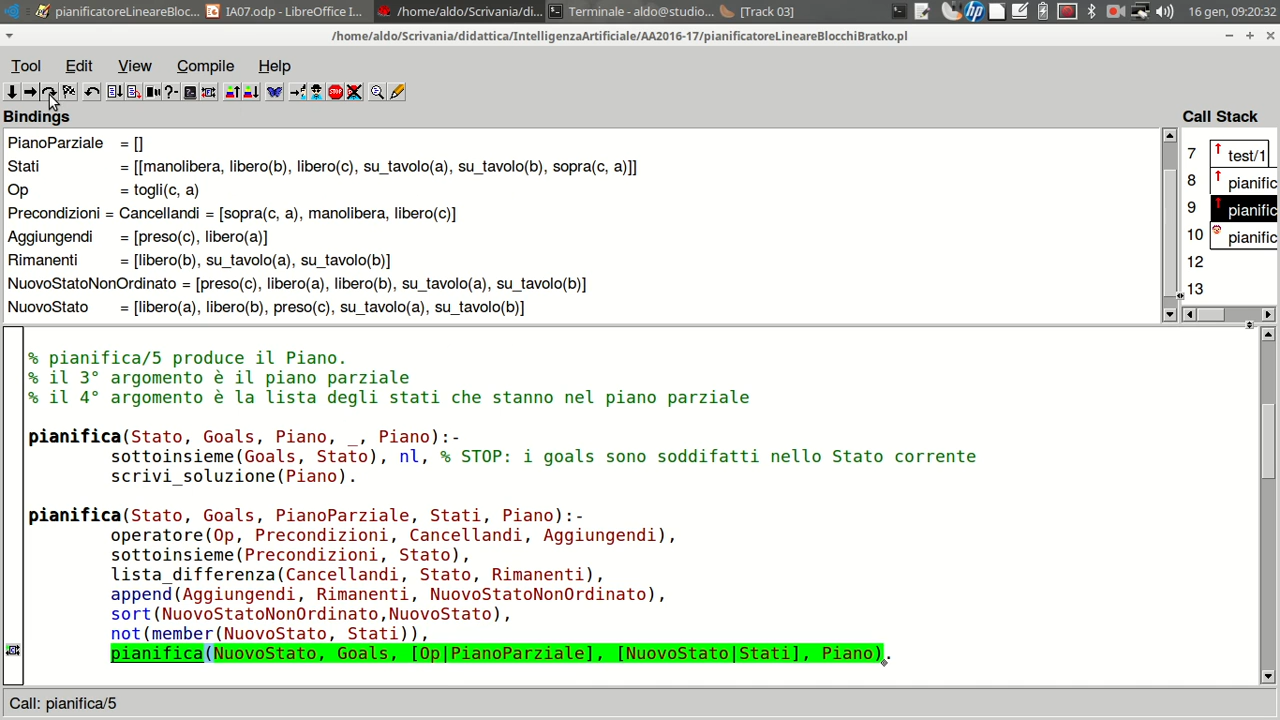 pianificatoreLineareBloc...
IA07.odp - LibreOffice I...
/home/aldo/Scrivania/di...
Terminale - aldo@studio...
[Track 03]
16 gen, 09:20:32
/home/aldo/Scrivania/didattica/IntelligenzaArtificiale/AA2016-17/pianificatoreLineareBlocchiBratko.pl
Tool Edit View Compile Help
Bindings
Call Stack
PianoParziale = []
Stati = [[manolibera, libero(b), libero(c), su_tavolo(a), su_tavolo(b), sopra(c, a)]]
Op = togli(c, a)
Precondizioni = Cancellandi = [sopra(c, a), manolibera, libero(c)]
Aggiungendi = [preso(c), libero(a)]
Rimanenti = [libero(b), su_tavolo(a), su_tavolo(b)]
NuovoStatoNonOrdinato = [preso(c), libero(a), libero(b), su_tavolo(a), su_tavolo(b)]
NuovoStato = [libero(a), libero(b), preso(c), su_tavolo(a), su_tavolo(b)]
7 test/1
8 pianific
9 pianific
10 pianific
12
13
% pianifica/5 produce il Piano.
% il 3° argomento è il piano parziale
% il 4° argomento è la lista degli stati che stanno nel piano parziale
pianifica(Stato, Goals, Piano, _, Piano):-
sottoinsieme(Goals, Stato), nl, % STOP: i goals sono soddifatti nello Stato corrente
scrivi_soluzione(Piano).
pianifica(Stato, Goals, PianoParziale, Stati, Piano):-
operatore(Op, Precondizioni, Cancellandi, Aggiungendi),
sottoinsieme(Precondizioni, Stato),
lista_differenza(Cancellandi, Stato, Rimanenti),
append(Aggiungendi, Rimanenti, NuovoStatoNonOrdinato),
sort(NuovoStatoNonOrdinato,NuovoStato),
not(member(NuovoStato, Stati)),
pianifica(NuovoStato, Goals, [Op|PianoParziale], [NuovoStato|Stati], Piano).
Call: pianifica/5